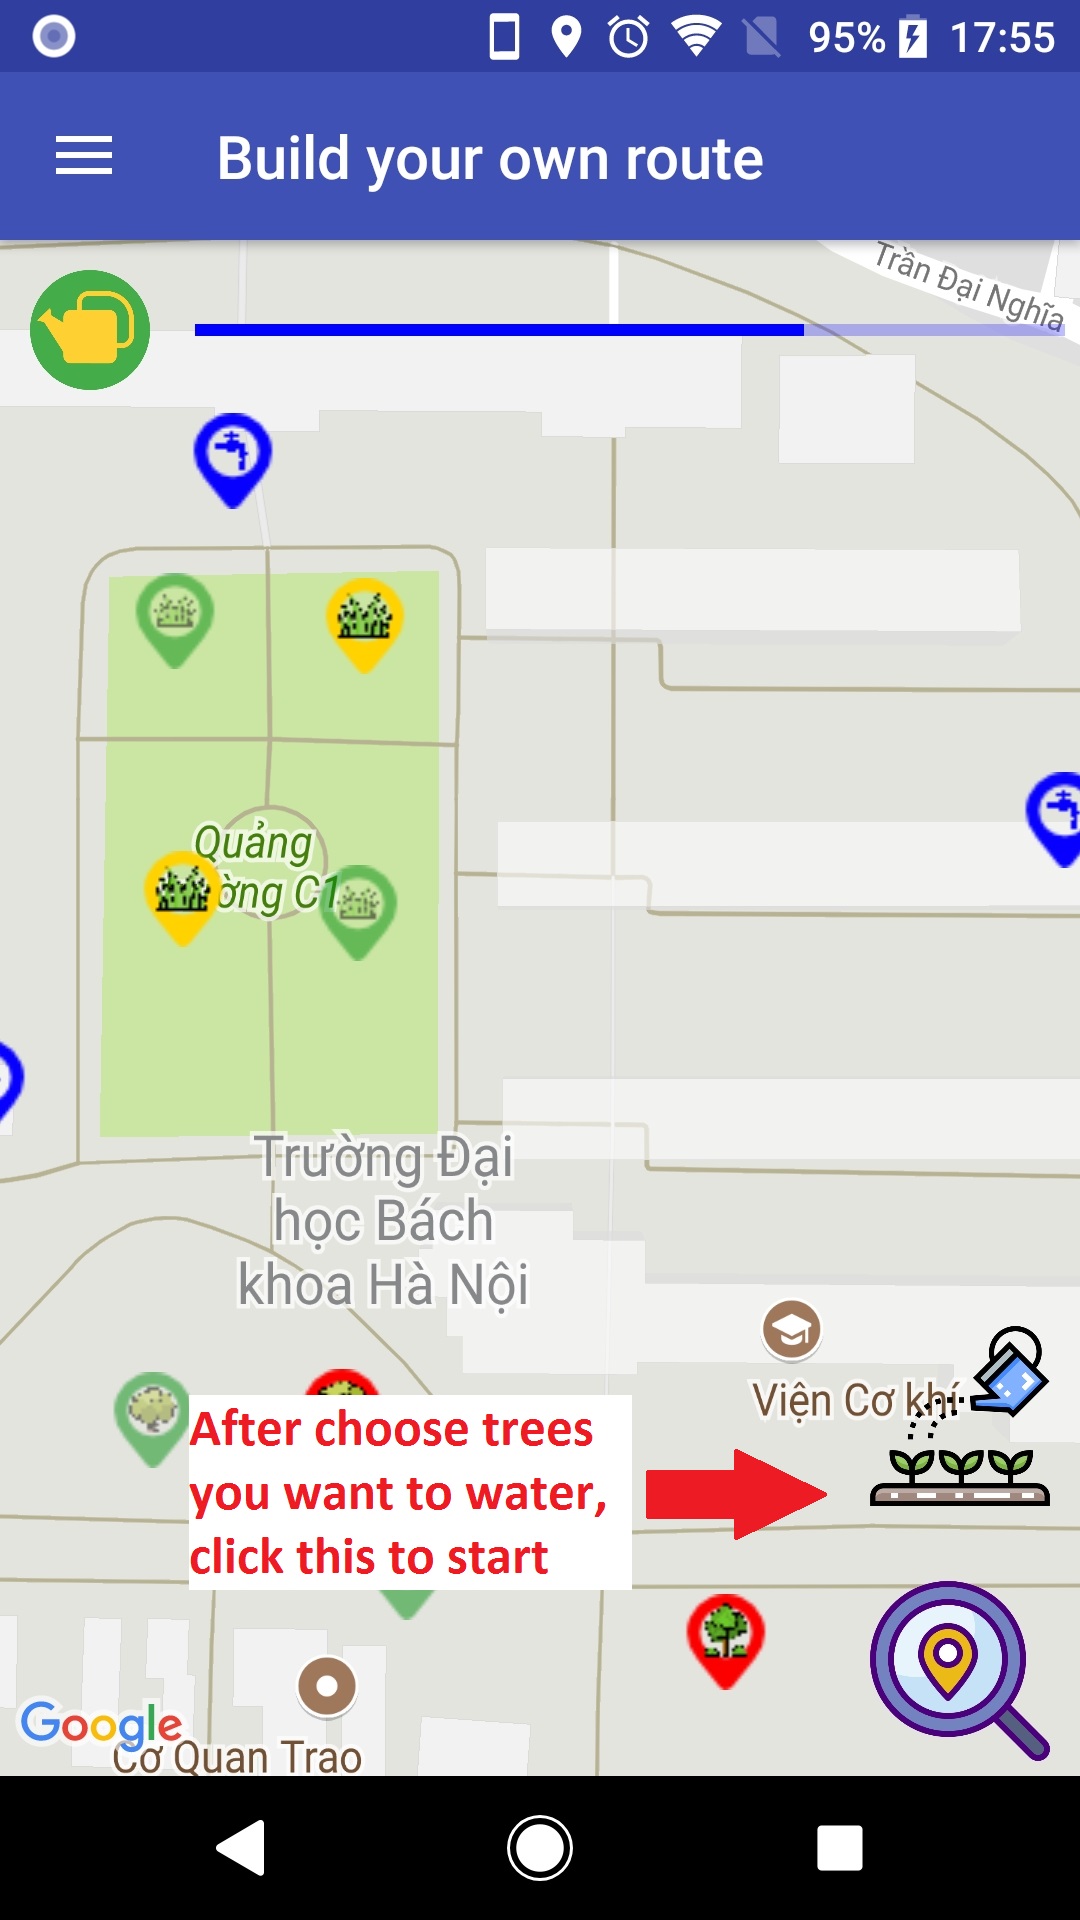 95% 17:55
Build your own route
Trần Đại Nghĩa
Quảng
ờng C1
Trường Đại
học Bách
khoa Hà Nội
Viện Cơ khí
After choose trees
you want to water,
click this to start
Google
Cơ Quan Trao